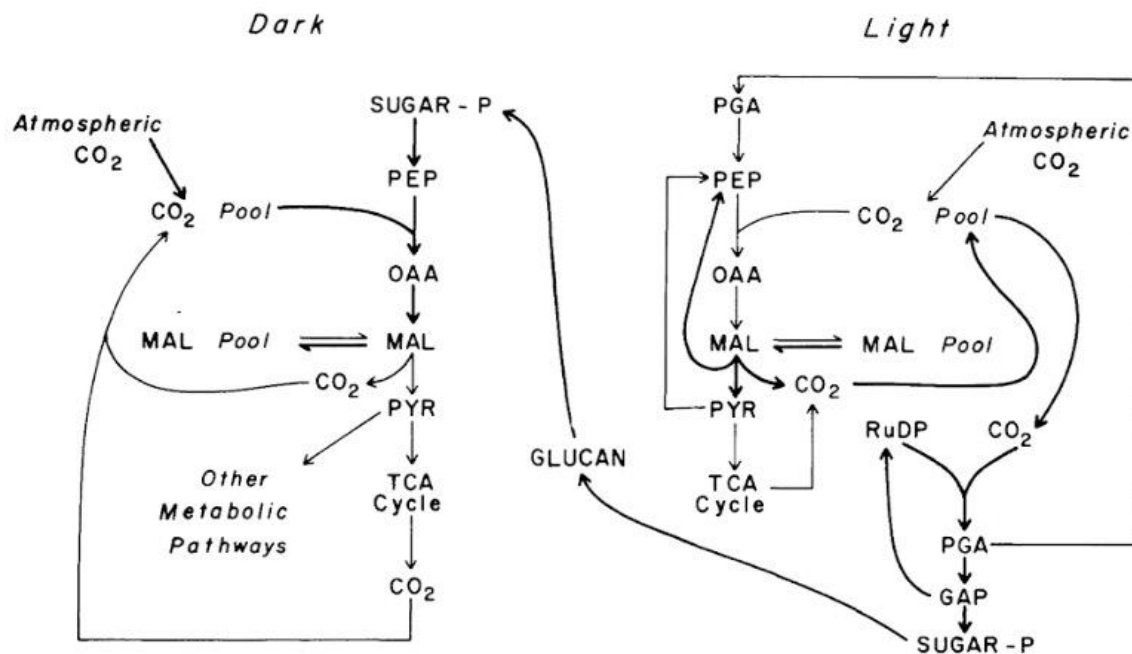 Dark
Light
SUGAR - P
Atmospheric
CO2
PEP
CO2 Pool
OAA
MAL Pool
MAL
CO2
PYR
Other
Metabolic
Pathways
TCA
Cycle
CO2
GLUCAN
PGA
Atmospheric
CO2
PEP
CO2 Pool
OAA
MAL
MAL Pool
CO2
PYR
RuDP
CO2
TCA
Cycle
PGA
GAP
SUGAR-P